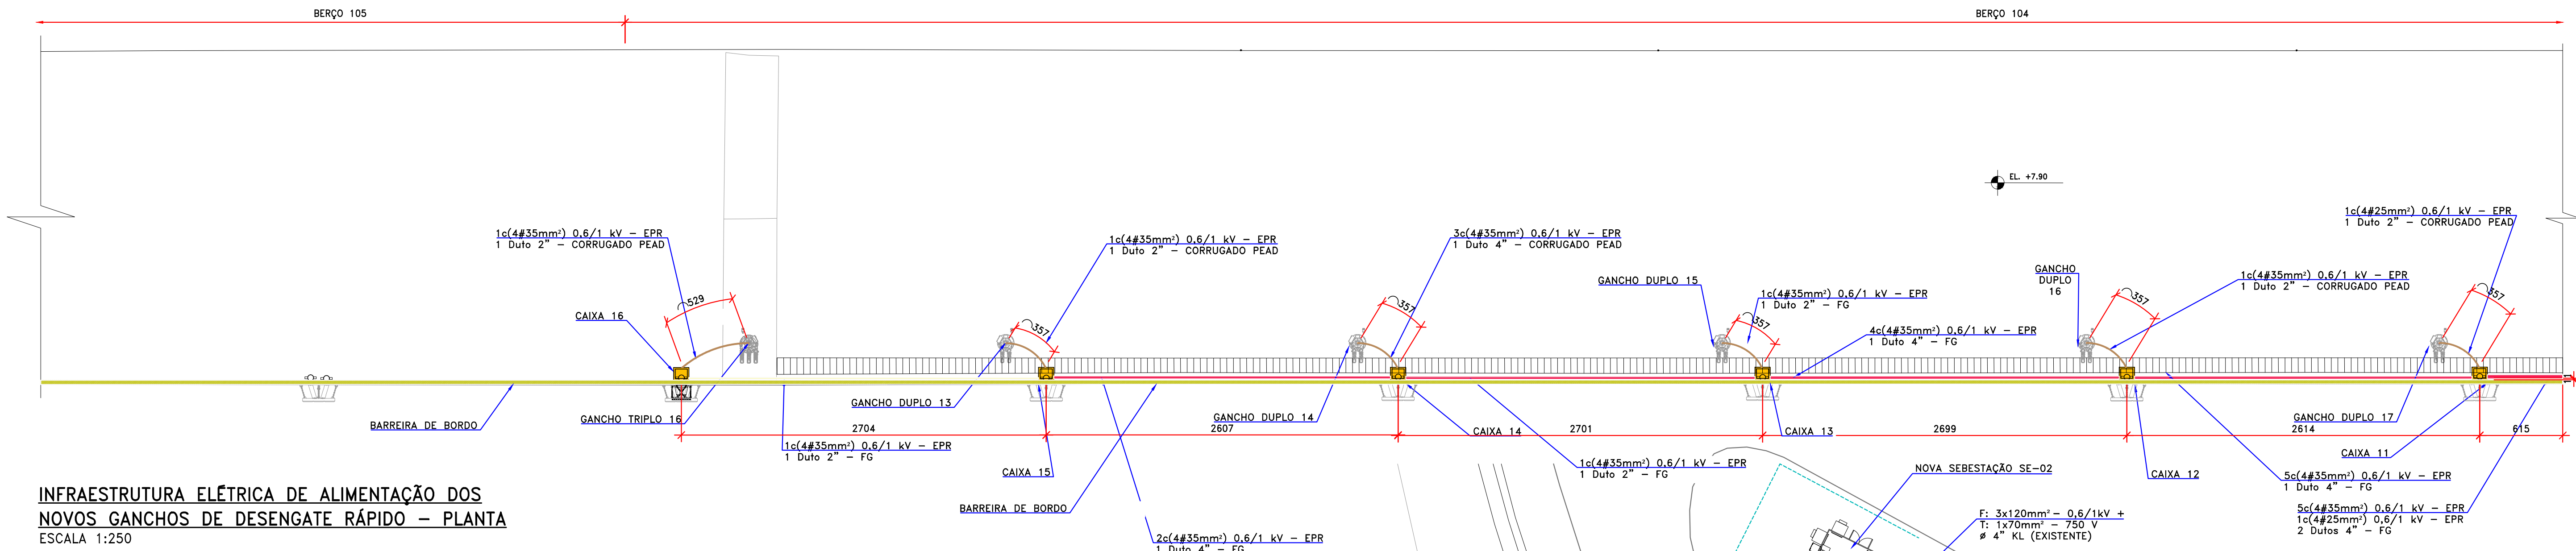 BERÇO 105
BERÇO 104
EL. +7.90
1c(4#35mm²) 0.6/1 kV - EPR
1 Duto 2" - CORRUGADO PEAD
1c(4#35mm²) 0.6/1 kV - EPR
1 Duto 2" - CORRUGADO PEAD
3c(4#35mm²) 0.6/1 kV - EPR
1 Duto 4" - CORRUGADO PEAD
1c(4#25mm²) 0.6/1 kV - EPR
1 Duto 2" - CORRUGADO PEAD
GANCHO DUPLO 15
GANCHO
DUPLO
16
1c(4#35mm²) 0.6/1 kV - EPR
1 Duto 2" - CORRUGADO PEAD
1c(4#35mm²) 0.6/1 kV - EPR
1 Duto 2" - FG
529
357
357
357
357
357
CAIXA 16
4c(4#35mm²) 0.6/1 kV - EPR
1 Duto 4" - FG
GANCHO DUPLO 13
GANCHO TRIPLO 16
BARREIRA DE BORDO
GANCHO DUPLO 14
GANCHO DUPLO 17
2704
2607
2701
2699
2614
615
CAIXA 14
CAIXA 13
1c(4#35mm²) 0.6/1 kV - EPR
1 Duto 2" - FG
CAIXA 15
1c(4#35mm²) 0.6/1 kV - EPR
1 Duto 2" - FG
NOVA SEBESTAÇÃO SE-02
CAIXA 12
CAIXA 11
5c(4#35mm²) 0.6/1 kV - EPR
1 Duto 4" - FG
BARREIRA DE BORDO
F: 3x120mm² - 0,6/1kV +
T: 1x70mm² - 750 V
ø 4" KL (EXISTENTE)
5c(4#35mm²) 0.6/1 kV - EPR
1c(4#25mm²) 0,6/1 kV - EPR
2 Dutos 4" - FG
2c(4#35mm²) 0.6/1 kV - EPR
1 Duto 4" - FG
INFRAESTRUTURA ELÉTRICA DE ALIMENTAÇÃO DOS
NOVOS GANCHOS DE DESENGATE RÁPIDO - PLANTA
ESCALA 1:250